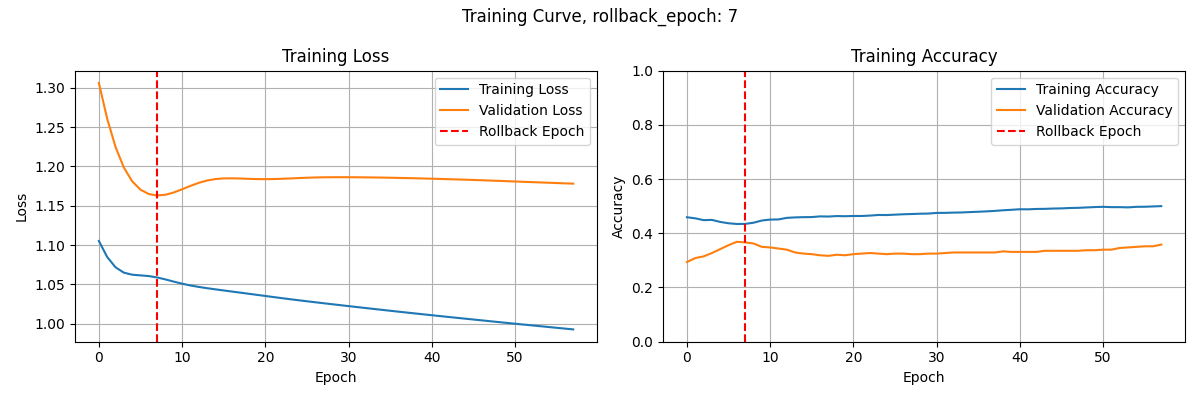 Training Curve, rollback_epoch: 7
Training Loss
Loss
1.30
1.25
1.20
1.15
1.10
1.05
1.00
0 10 20 30 40 50
Epoch
Training Loss
Validation Loss
Rollback Epoch
Training Accuracy
Accuracy
1.0
0.8
0.6
0.4
0.2
0.0
0 10 20 30 40 50
Epoch
Training Accuracy
Validation Accuracy
Rollback Epoch